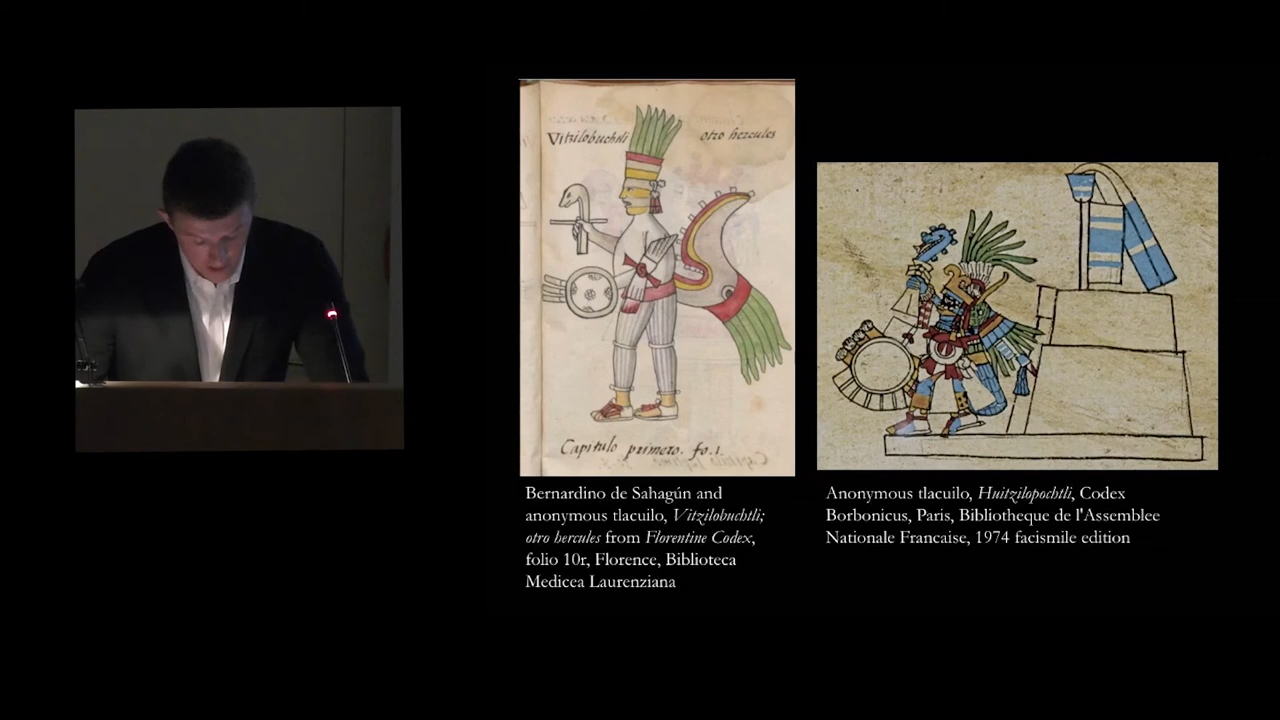 Vitzilobuchtli otro hercules
Capitulo primero. fo. 1.
Bernardino de Sahagún and
anonymous tlacuilo, Vitzilobuchtli;
otro hercules from Florentine Codex,
folio 10r, Florence, Biblioteca
Medicea Laurenziana
Anonymous tlacuilo, Huitzilopochtli, Codex
Borbonicus, Paris, Bibliotheque de l'Assemblee
Nationale Francaise, 1974 facismile edition